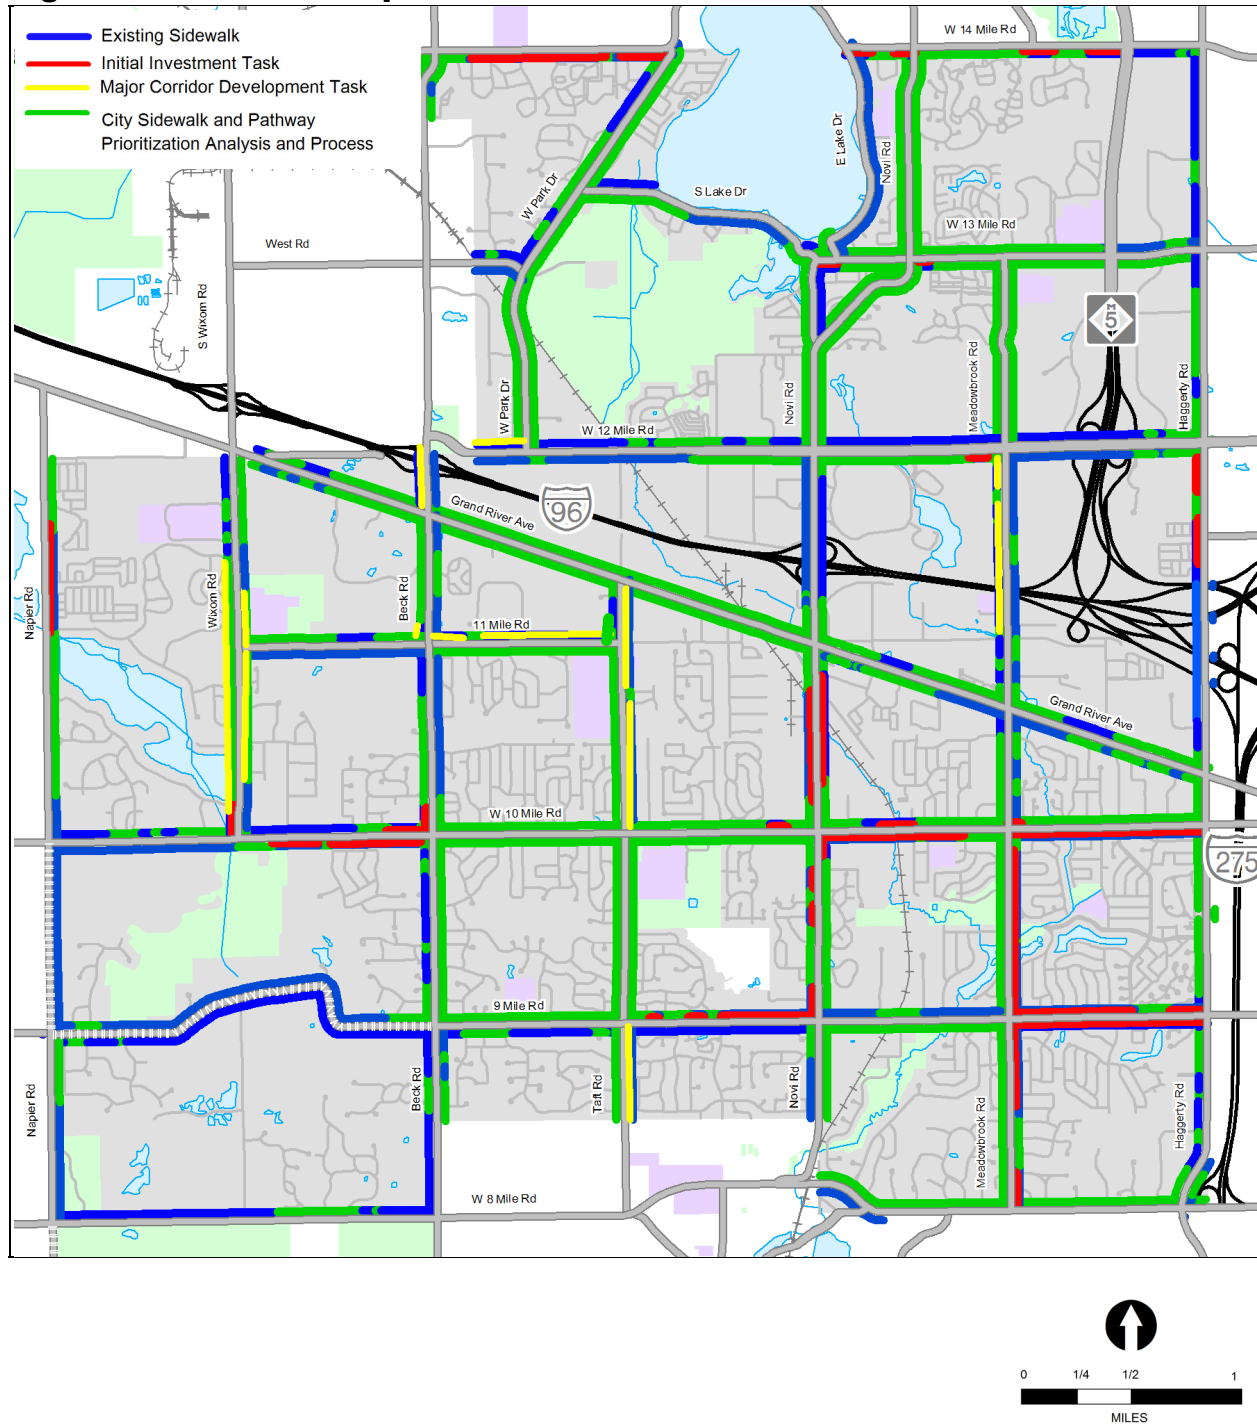 Existing Sidewalk
Initial Investment Task
Major Corridor Development Task
City Sidewalk and Pathway
Prioritization Analysis and Process
W 14 Mile Rd
E Lake Dr
Novi Rd
W Park Dr
S Lake Dr
W 13 Mile Rd
West Rd
S Wixom Rd
M
5
W Park Dr
Novi Rd
Meadowbrook Rd
Haggerty Rd
W 12 Mile Rd
96
Grand River Ave
Napier Rd
Wixom Rd
Beck Rd
11 Mile Rd
Grand River Ave
W 10 Mile Rd
275
9 Mile Rd
Napier Rd
Beck Rd
Taft Rd
Novi Rd
Meadowbrook Rd
Haggerty Rd
W 8 Mile Rd
0 1/4 1/2 1
MILES